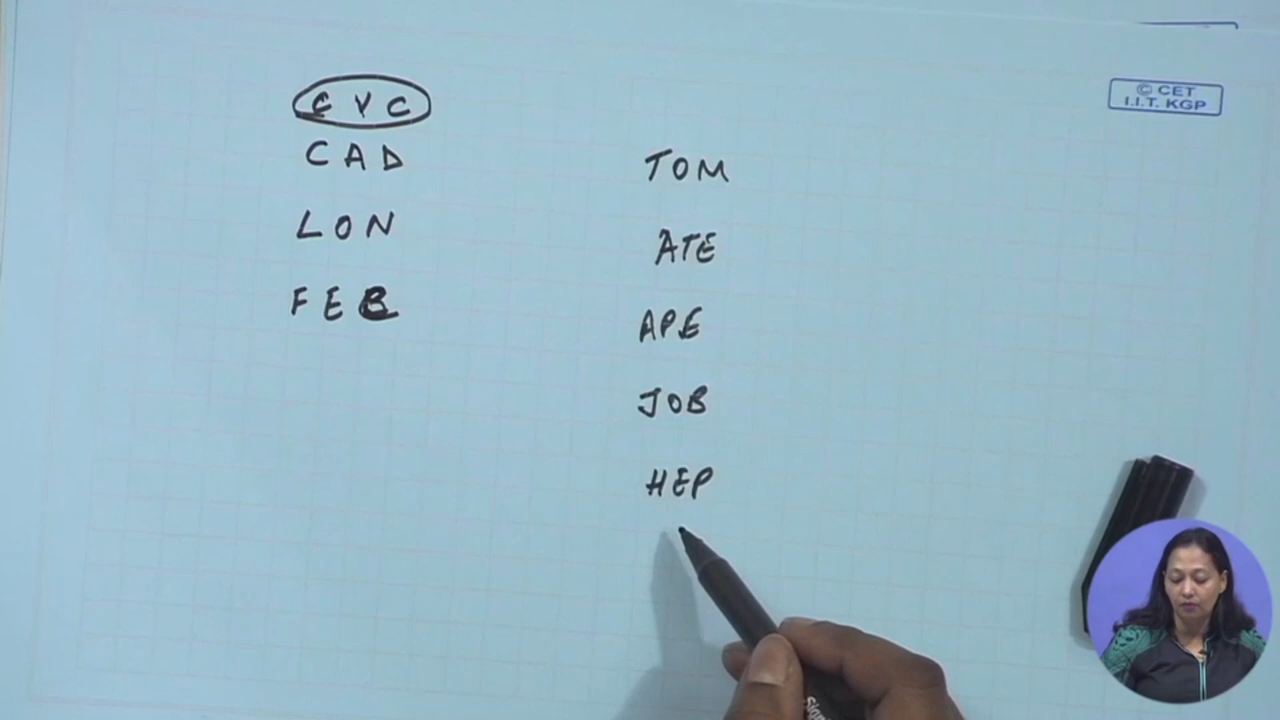 CVC
CAD
LON
FEB
TOM
ATE
APE
JOB
HEP
© CET
I.I.T. KGP